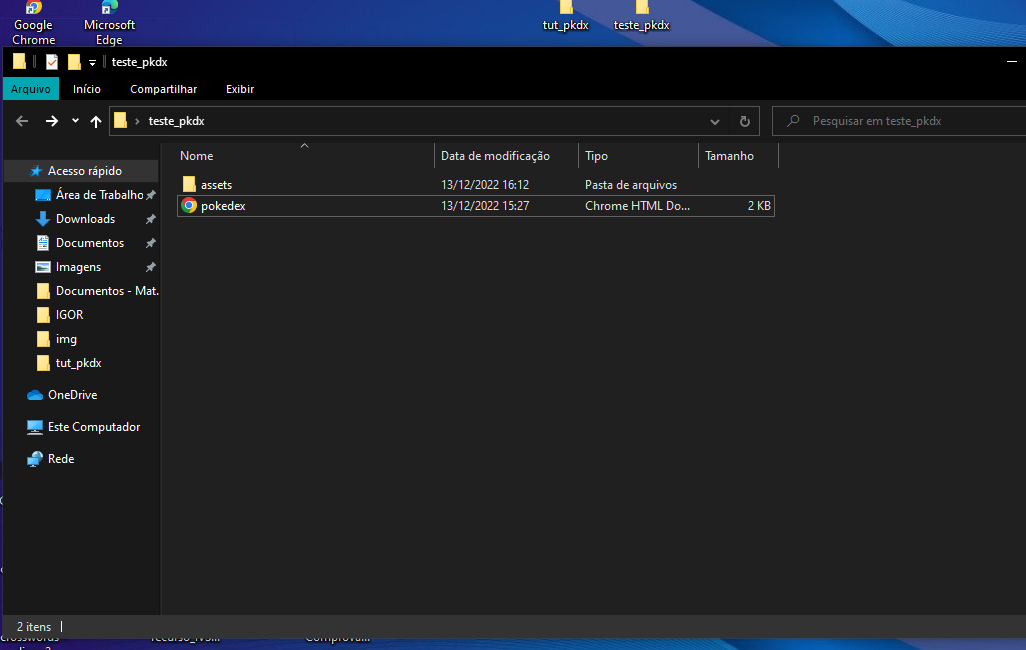 Google Chrome
Microsoft Edge
tut_pkdx
teste_pkdx
teste_pkdx
Arquivo Início Compartilhar Exibir
teste_pkdx
Pesquisar em teste_pkdx
Nome Data de modificação Tipo Tamanho
assets 13/12/2022 16:12 Pasta de arquivos
pokedex 13/12/2022 15:27 Chrome HTML Do... 2 KB
Acesso rápido
Área de Trabalho
Downloads
Documentos
Imagens
Documentos - Mat.
IGOR
img
tut_pkdx
OneDrive
Este Computador
Rede
2 itens